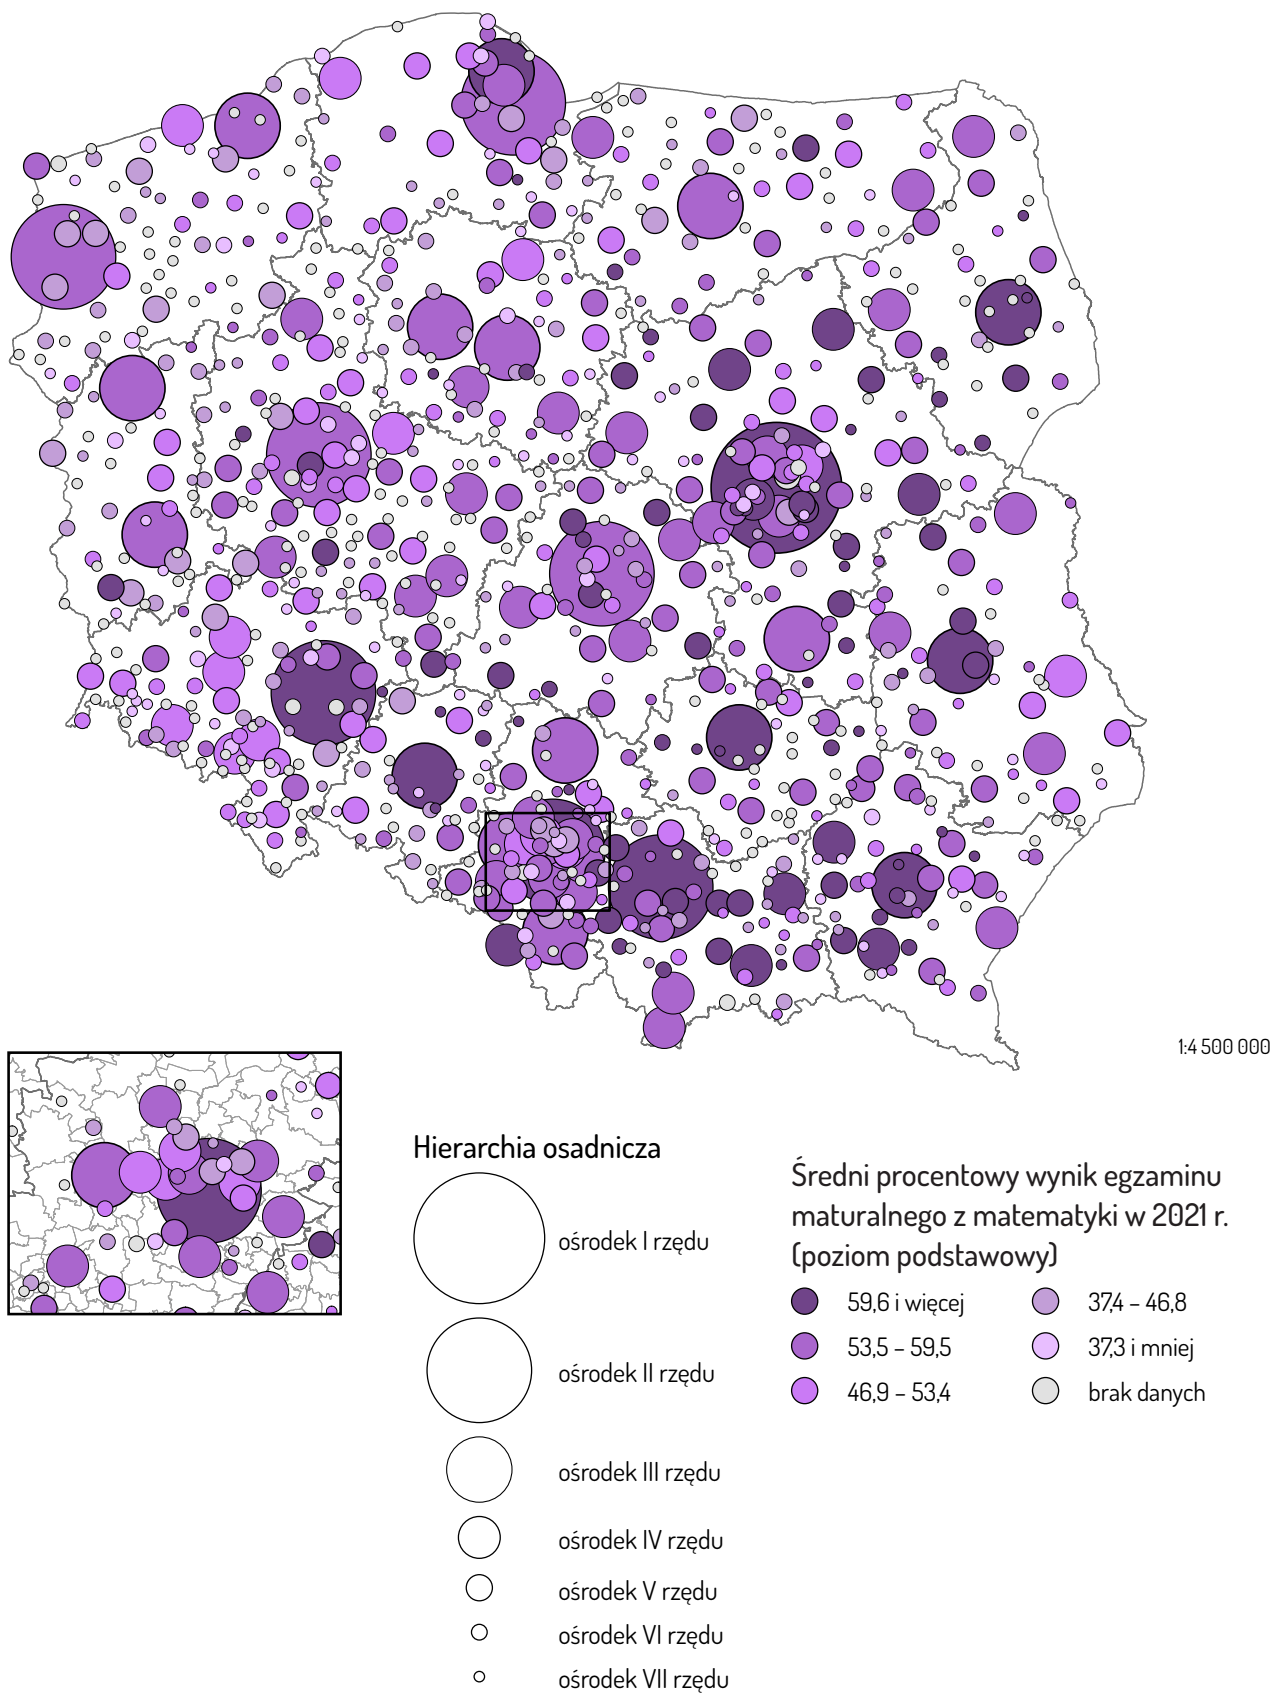 1:4 500 000
Hierarchia osadnicza
ośrodek I rzędu
ośrodek II rzędu
ośrodek III rzędu
ośrodek IV rzędu
ośrodek V rzędu
ośrodek VI rzędu
ośrodek VII rzędu
Średni procentowy wynik egzaminu
maturalnego z matematyki w 2021 r.
(poziom podstawowy)
59,6 i więcej
53,5 – 59,5
46,9 – 53,4
37,4 – 46,8
37,3 i mniej
brak danych